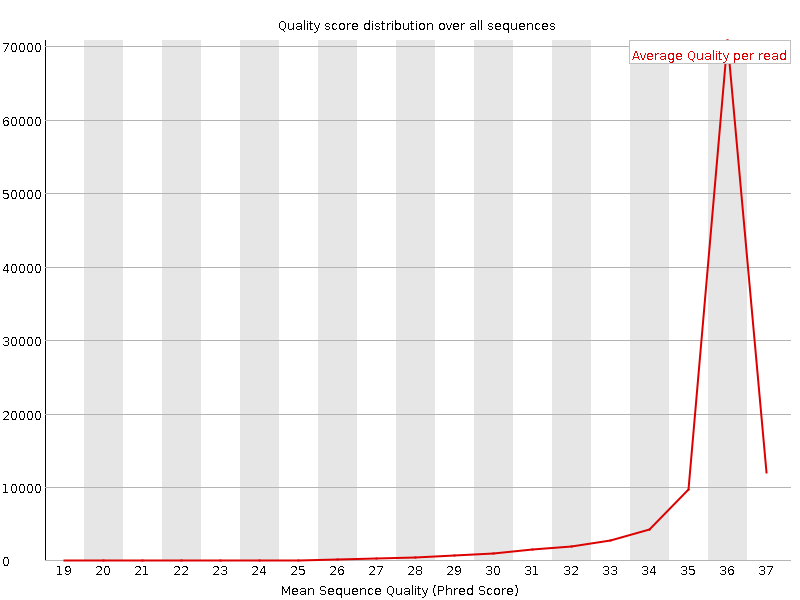 Quality score distribution over all sequences
Average Quality per read
70000
60000
50000
40000
30000
20000
10000
0
19 20 21 22 23 24 25 26 27 28 29 30 31 32 33 34 35 36 37
Mean Sequence Quality (Phred Score)